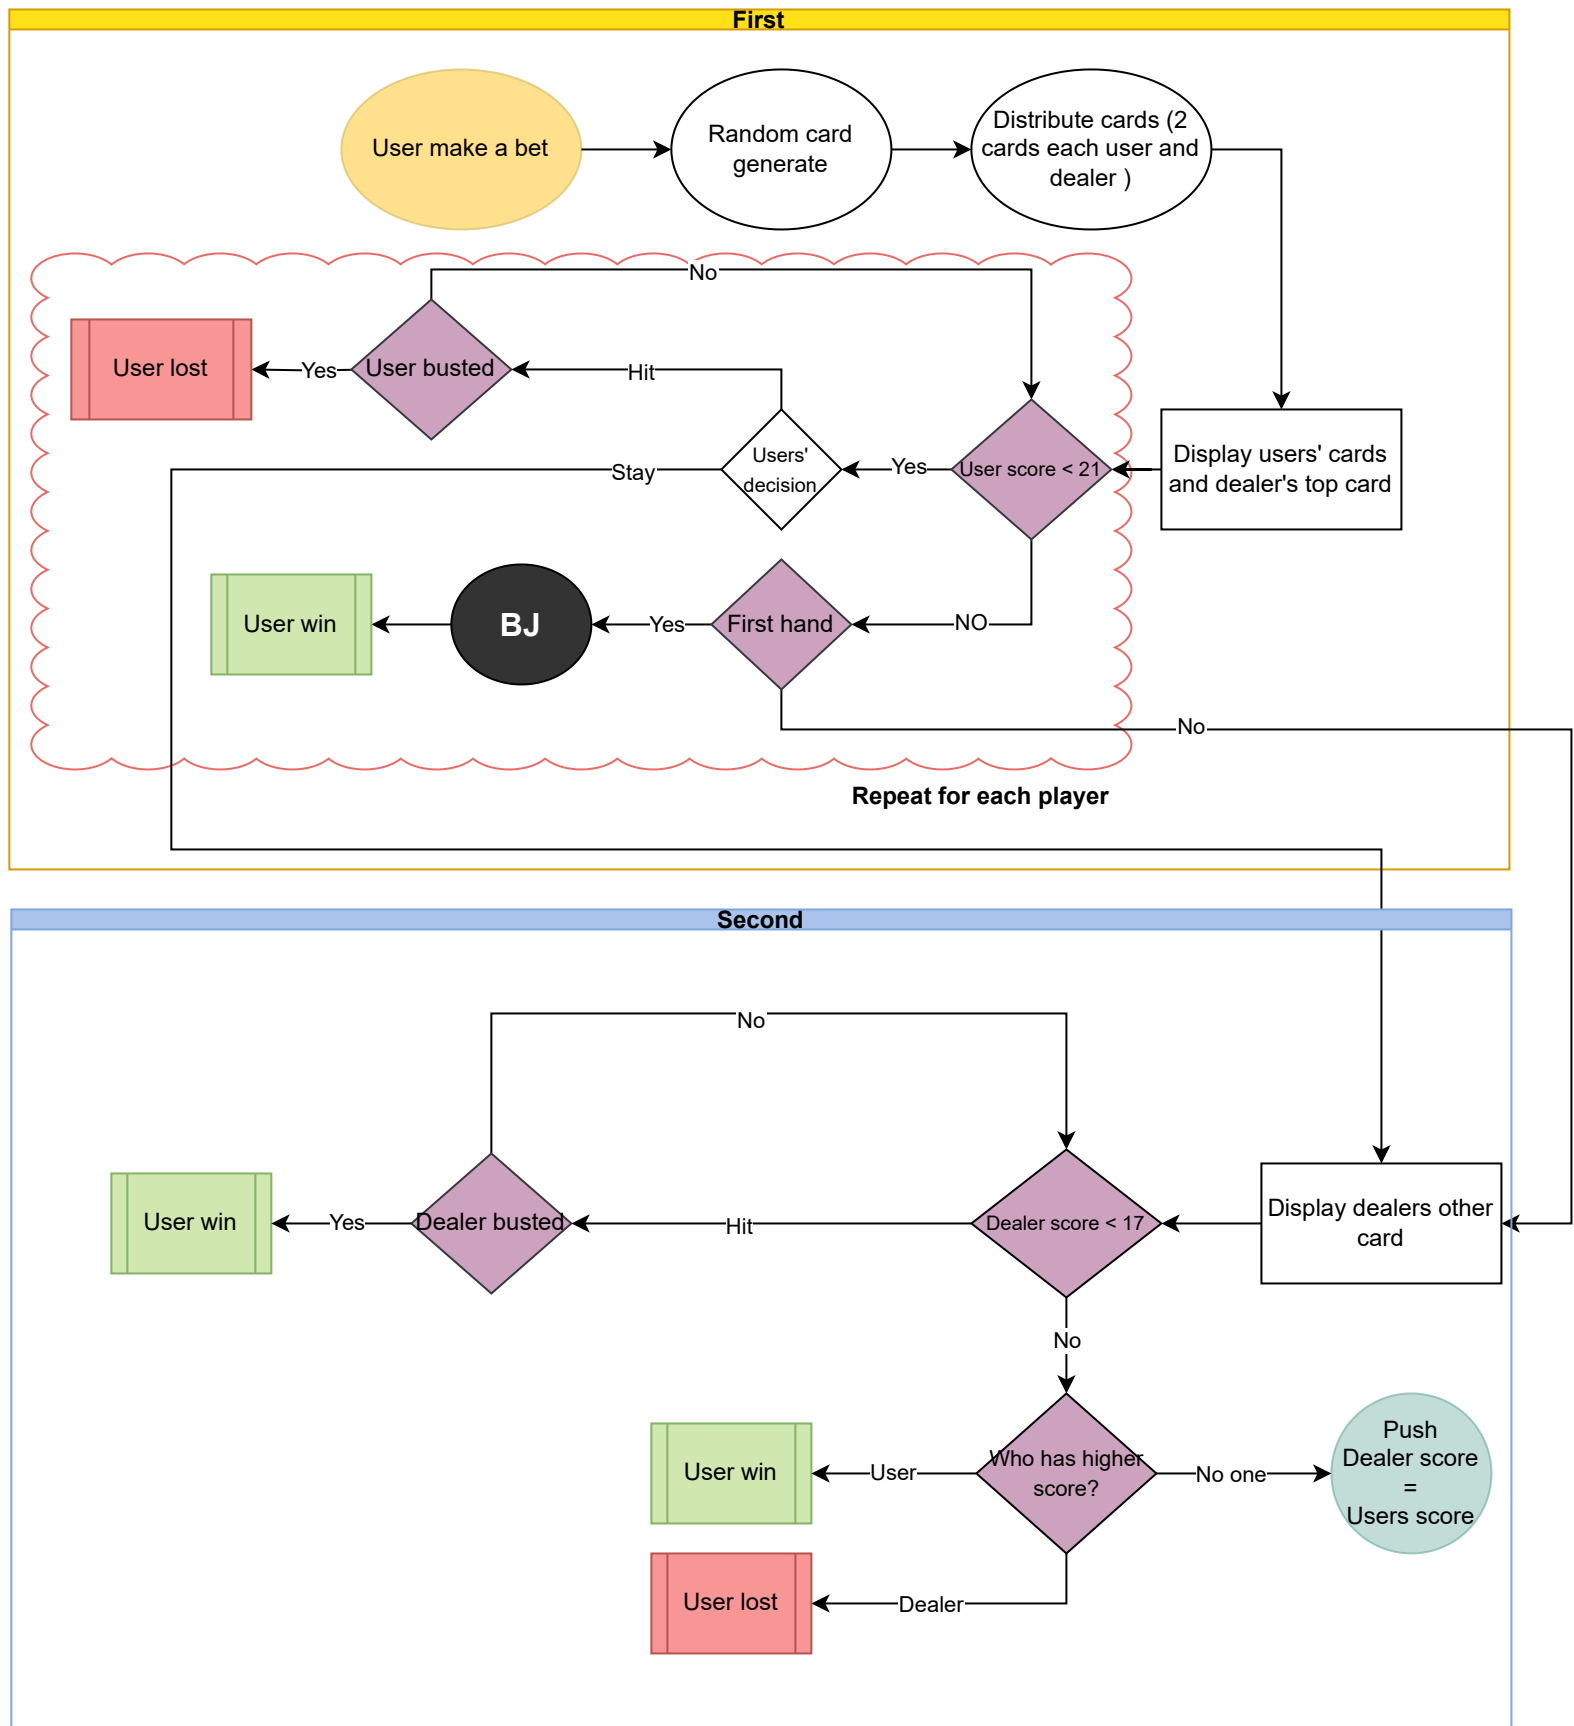 First
User make a bet
Random card
generate
Distribute cards (2
cards each user and
dealer )
No
User lost
Yes
User busted
Hit
Users'
decision
Yes
User score < 21
Display users' cards
and dealer's top card
Stay
User win
BJ
Yes
First hand
NO
No
Repeat for each player
Second
No
User win
Yes
Dealer busted
Hit
Dealer score < 17
Display dealers other
card
No
User win
User
Who has higher
score?
No one
Push
Dealer score
=
Users score
User lost
Dealer